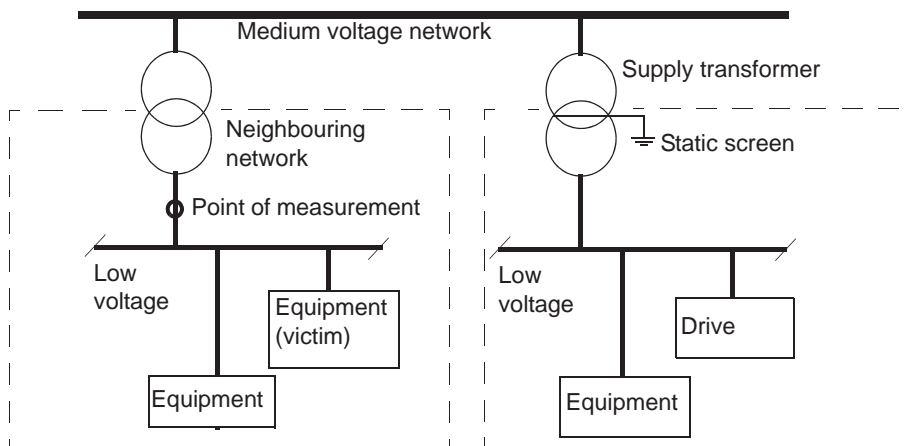 Medium voltage network
Supply transformer
Neighbouring
network
Static screen
Point of measurement
Low
voltage
Equipment
(victim)
Equipment
Low
voltage
Drive
Equipment